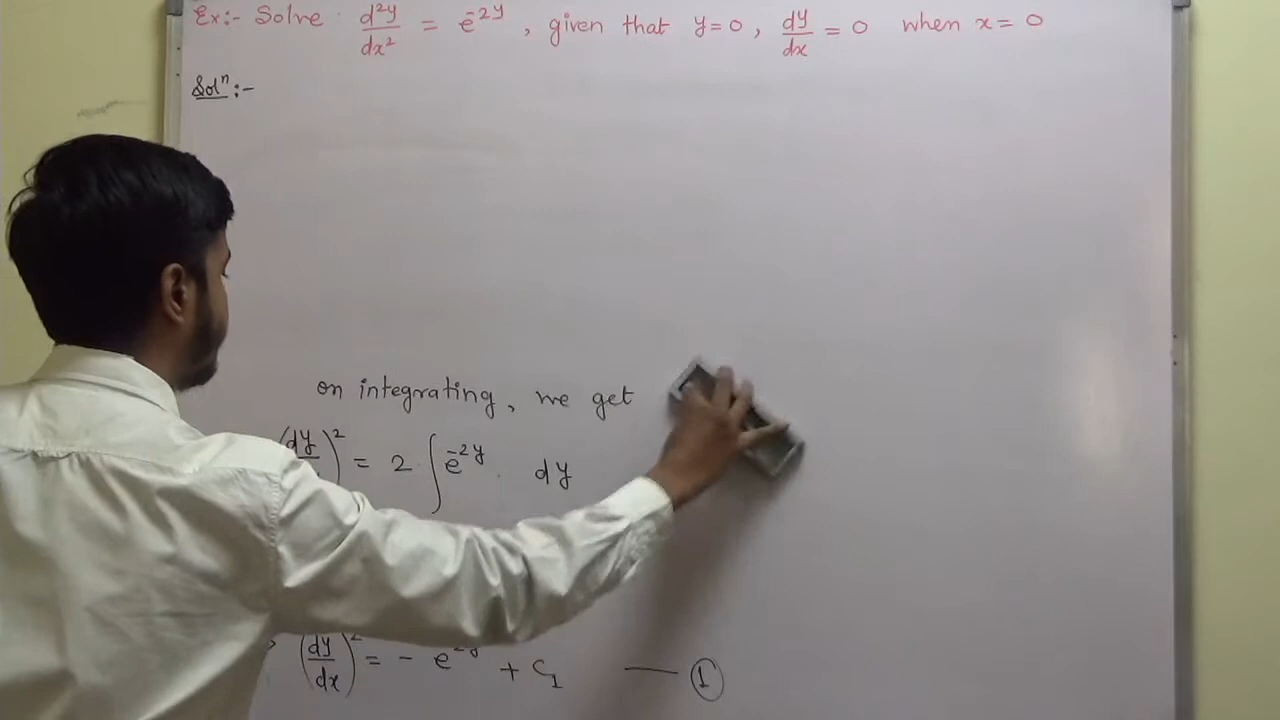 Ex:- Solve d²y/dx² = e^-2y , given that y=0, dy/dx = 0 when x= 0
Solⁿ:-
on integrating, we get
(dy)² = 2 ∫ e^-2y dy
(dy/dx)² = - e^-2y + C₁ —— ①